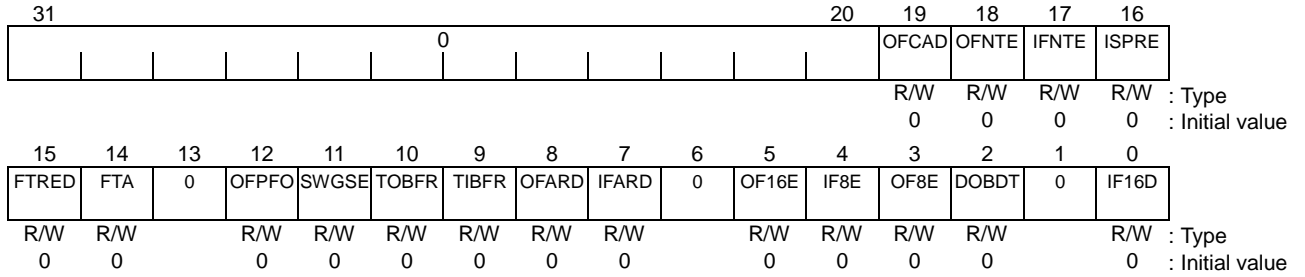 31 20 19 18 17 16
0 OFCAD OFNTE IFNTE ISPRE
R/W R/W R/W R/W : Type
0 0 0 0 : Initial value
15 14 13 12 11 10 9 8 7 6 5 4 3 2 1 0
FTRED FTA 0 OFPFO SWGSE TOBFR TIBFR OFARD IFARD 0 OF16E IF8E OF8E DOBDT 0 IF16D
R/W R/W R/W R/W R/W R/W R/W R/W R/W R/W R/W R/W R/W : Type
0 0 0 0 0 0 0 0 0 0 0 0 0 : Initial value